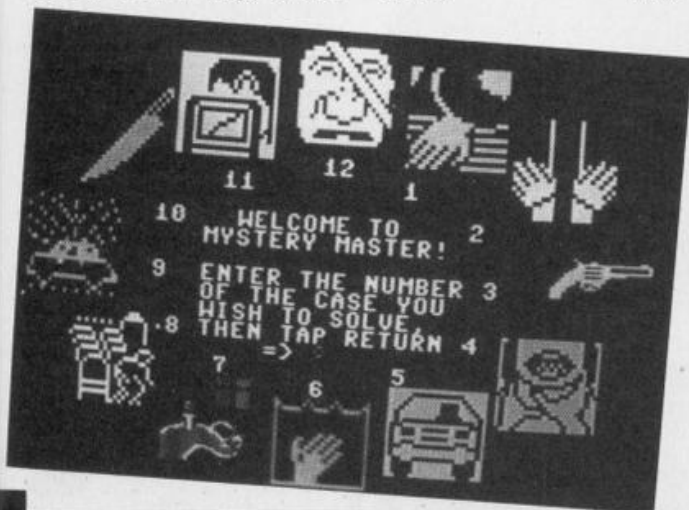 11
12
1
10 WELCOME TO 2
MYSTERY MASTER!
9 ENTER THE NUMBER 3
OF THE CASE YOU
8 WISH TO SOLVE,
THEN TAP RETURN 4
=>
7
6
5